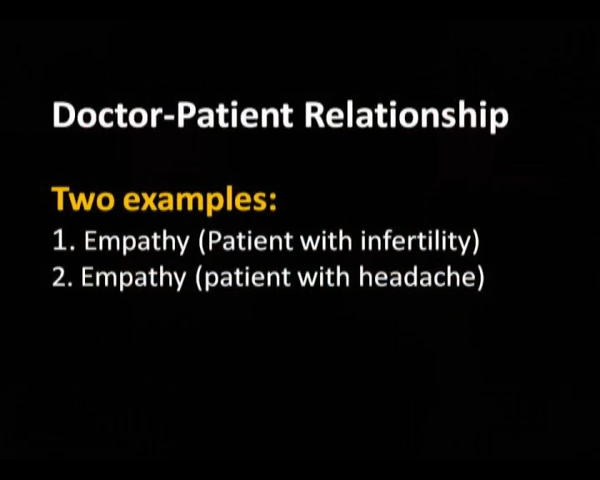 Doctor-Patient Relationship
Two examples:
1. Empathy (Patient with infertility)
2. Empathy (patient with headache)